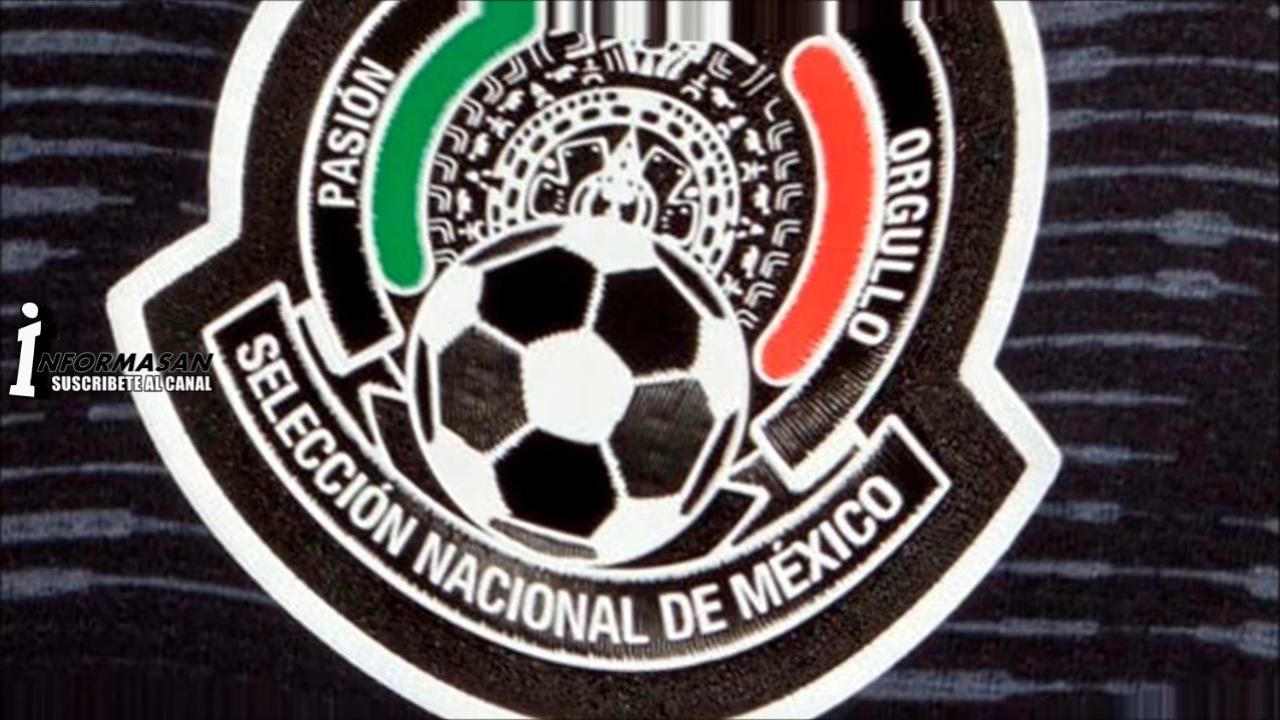 PASIÓN
ORGULLO
SELECCIÓN NACIONAL DE MÉXICO
iNFORMASAN
SUSCRIBETE AL CANAL